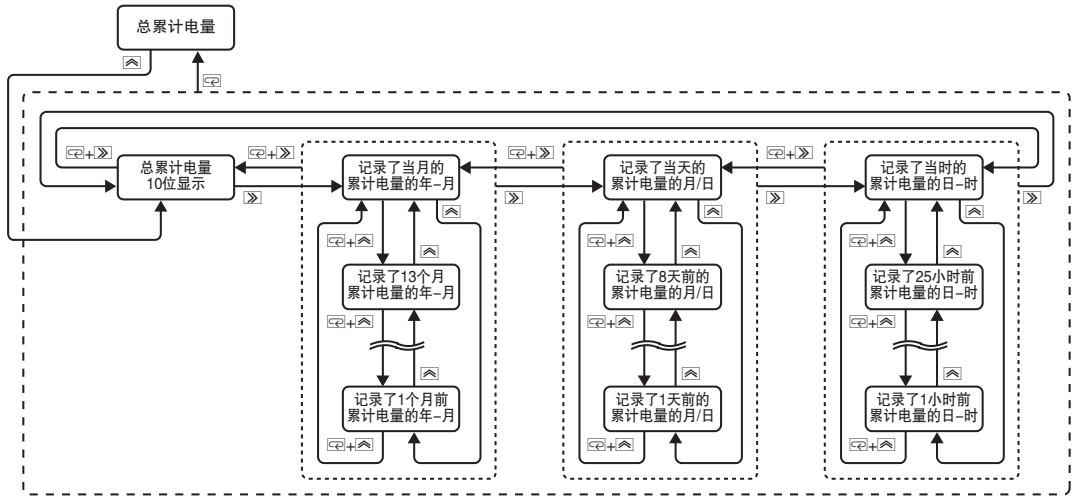 总累计电量
总累计电量
10位显示
记录了当月的
累计电量的年-月
记录了当天的
累计电量的月/日
记录了当时的
累计电量的日-时
记录了13个月
累计电量的年-月
记录了8天前的
累计电量的月/日
记录了25小时前
累计电量的日-时
记录了1个月前
累计电量的年-月
记录了1天前的
累计电量的月/日
记录了1小时前
累计电量的日-时